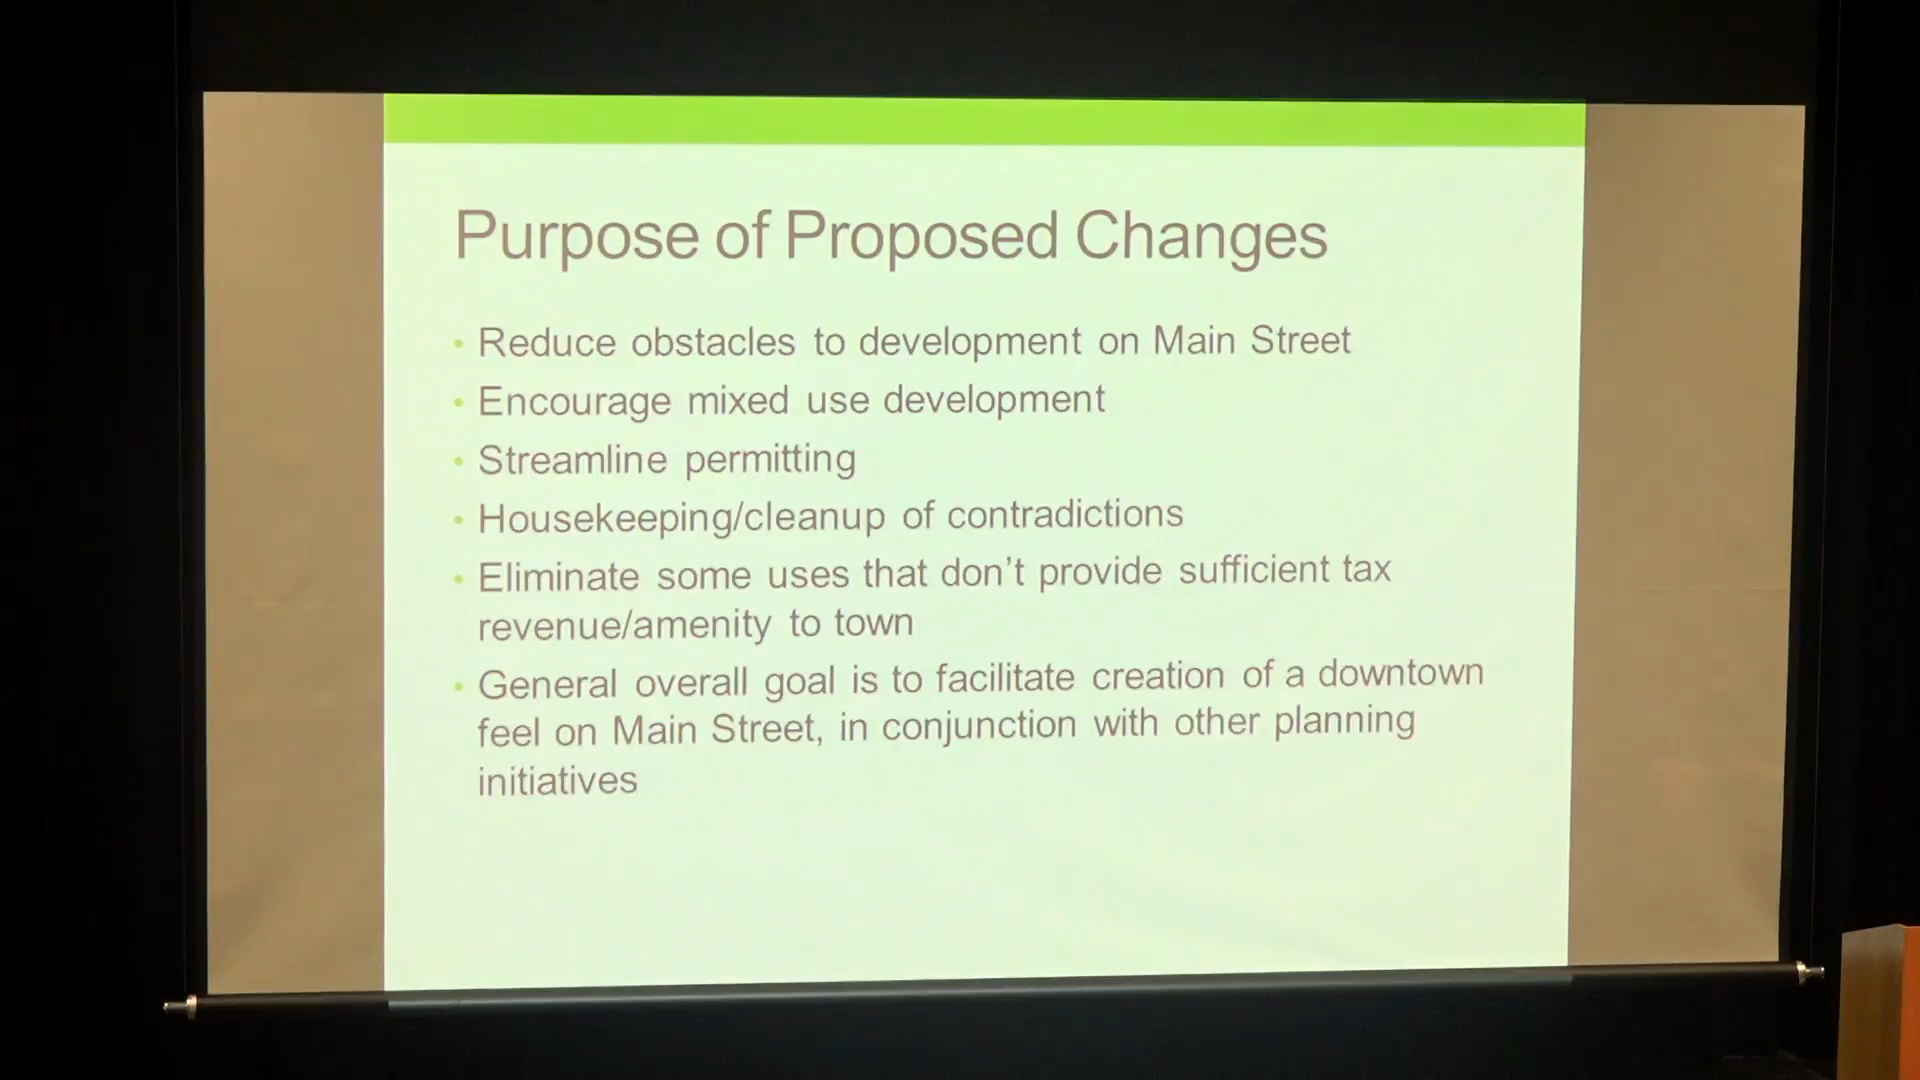 Purpose of Proposed Changes
• Reduce obstacles to development on Main Street
• Encourage mixed use development
• Streamline permitting
• Housekeeping/cleanup of contradictions
• Eliminate some uses that don't provide sufficient tax
revenue/amenity to town
• General overall goal is to facilitate creation of a downtown
feel on Main Street, in conjunction with other planning
initiatives